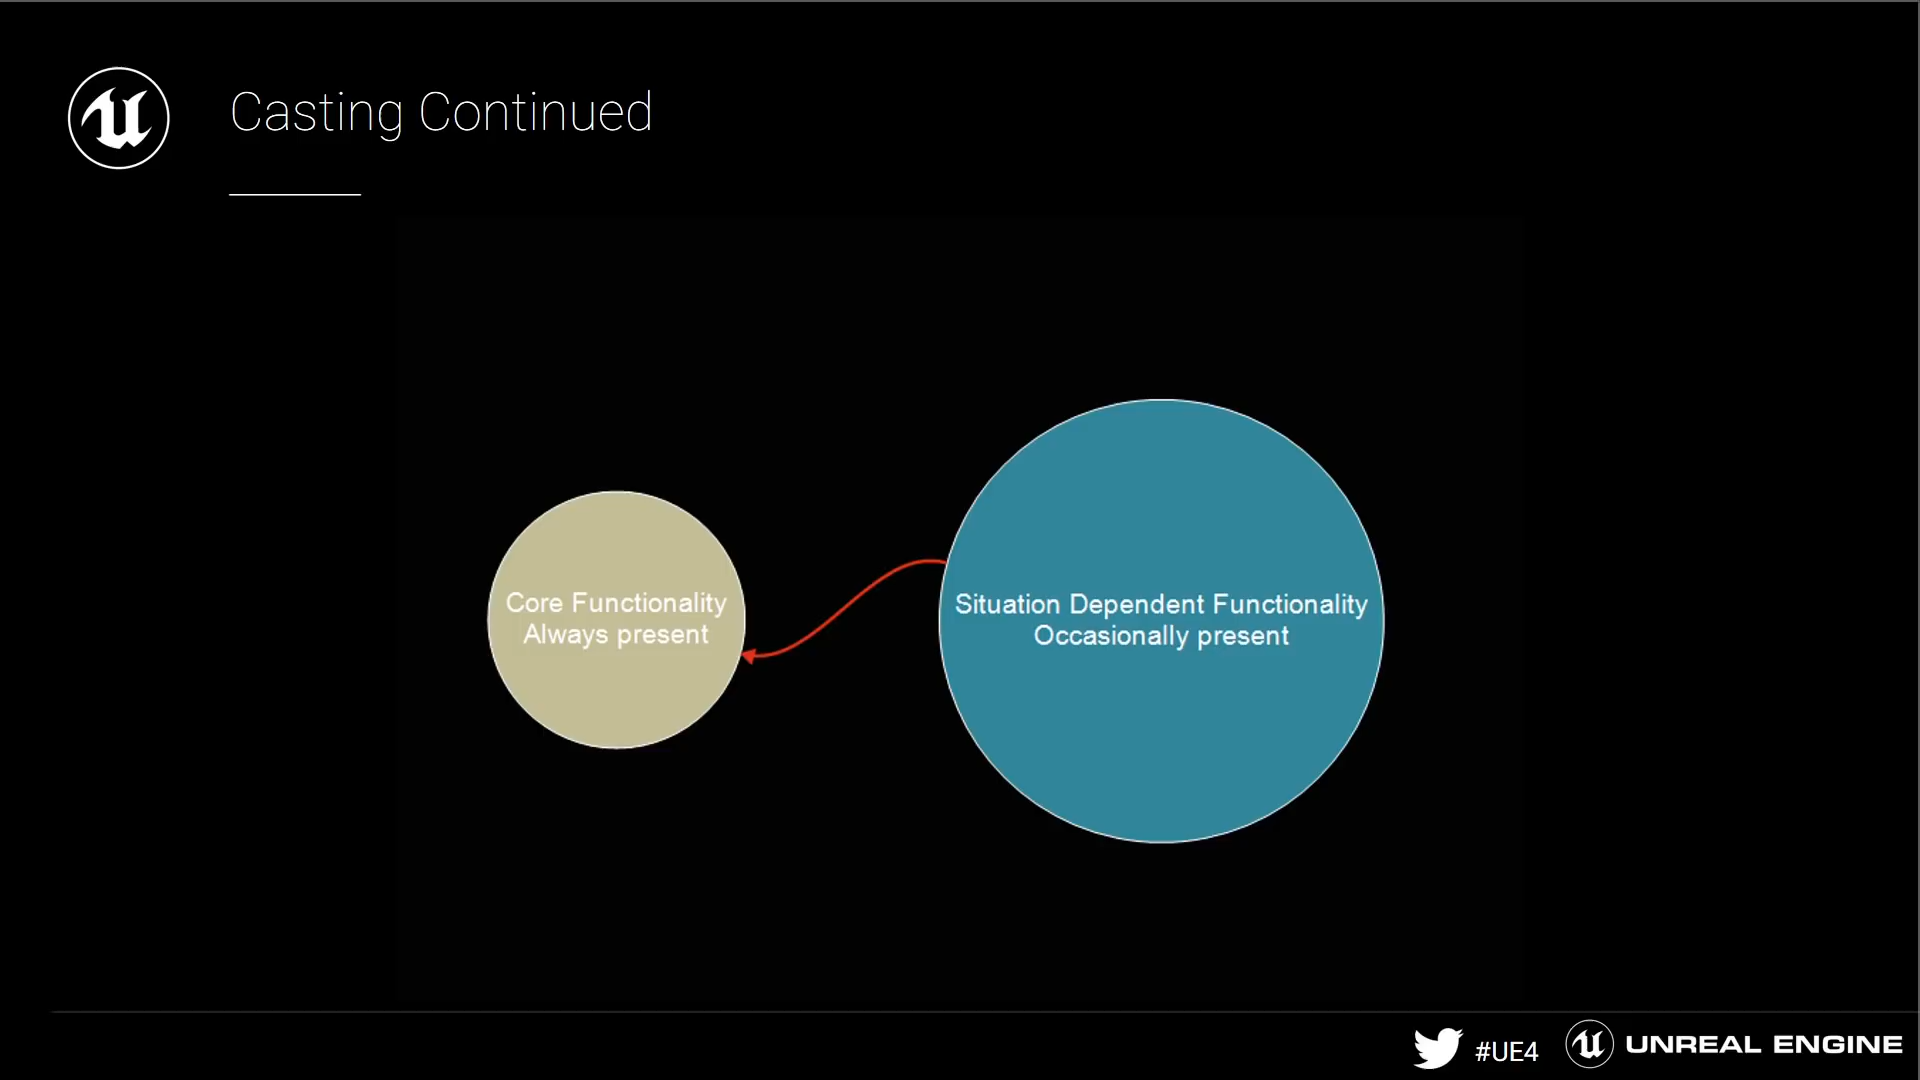 Casting Continued
Core Functionality
Always present
Situation Dependent Functionality
Occasionally present
#UE4
UNREAL ENGINE